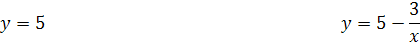 y = 5    y = 5 − 3/x